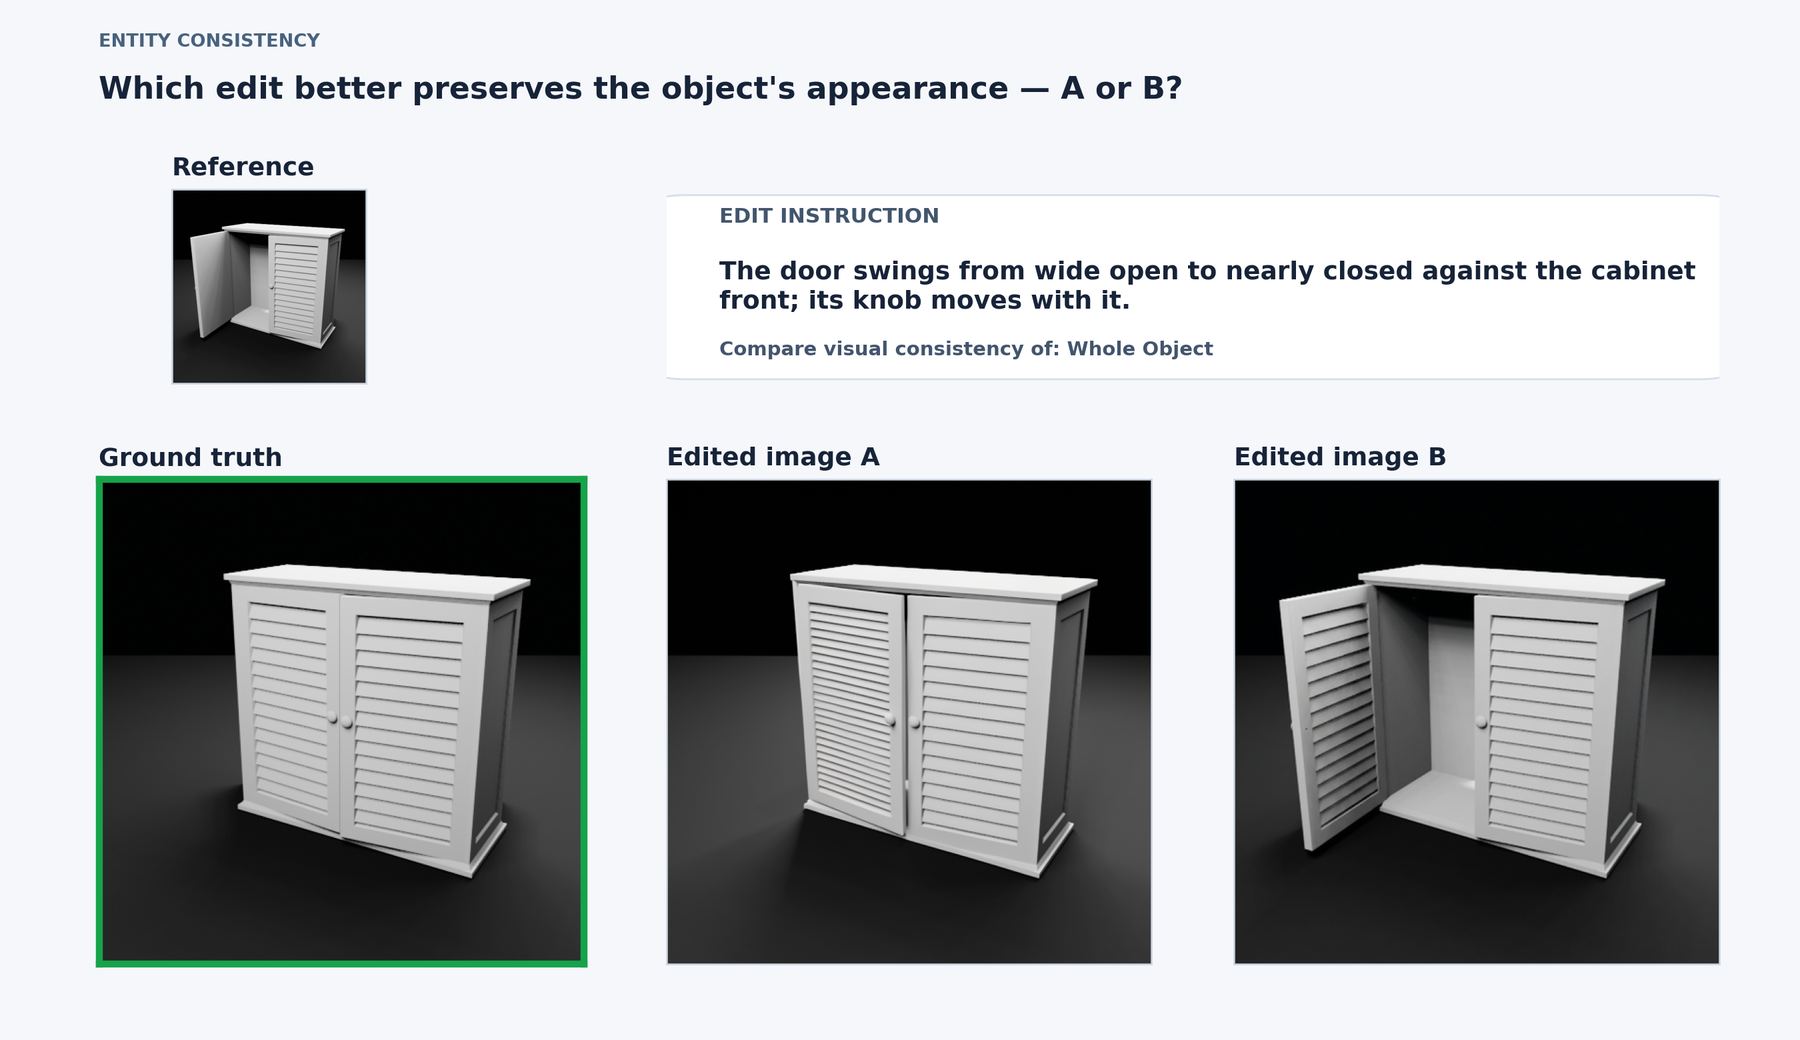 ENTITY CONSISTENCY
Which edit better preserves the object's appearance — A or B?
Reference
EDIT INSTRUCTION
The door swings from wide open to nearly closed against the cabinet
front; its knob moves with it.
Compare visual consistency of: Whole Object
Ground truth
Edited image A
Edited image B